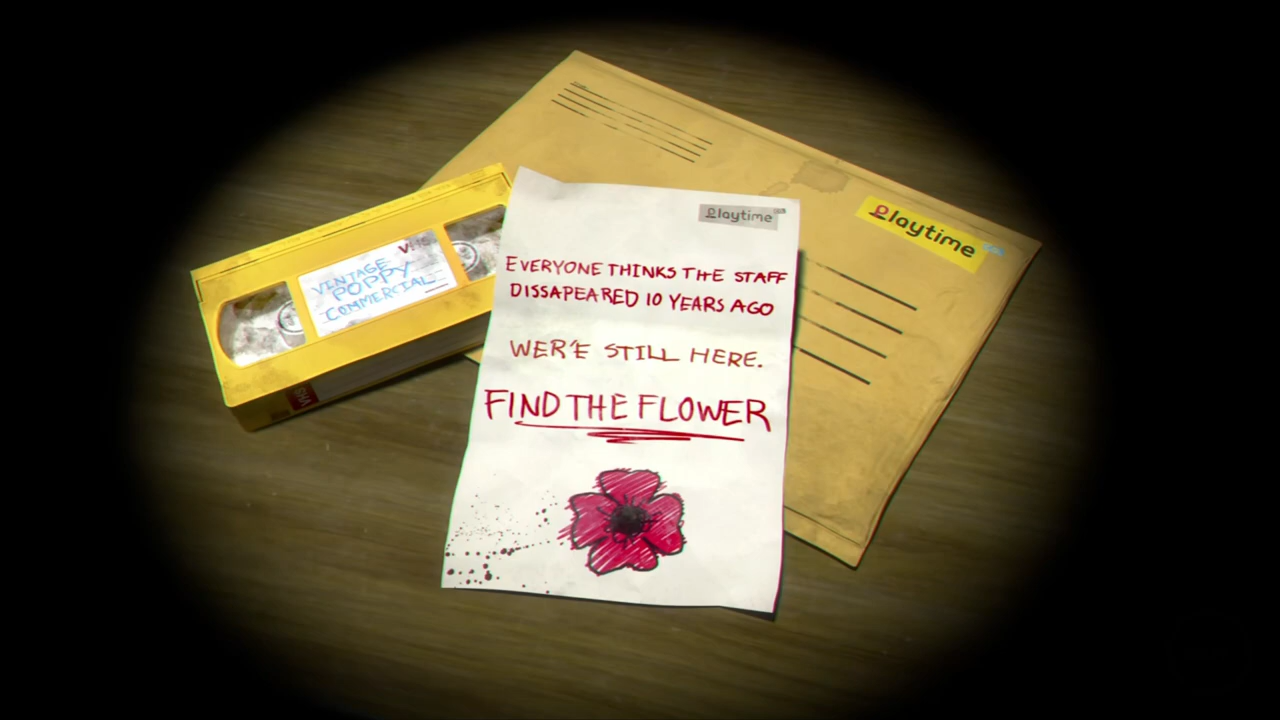 VHS
VINTAGE
POPPY
COMMERCIAL
VHS
Playtime
EVERYONE THINKS THE STAFF
DISSAPEARED 10 YEARS AGO
WER'E STILL HERE.
FIND THE FLOWER
Playtime